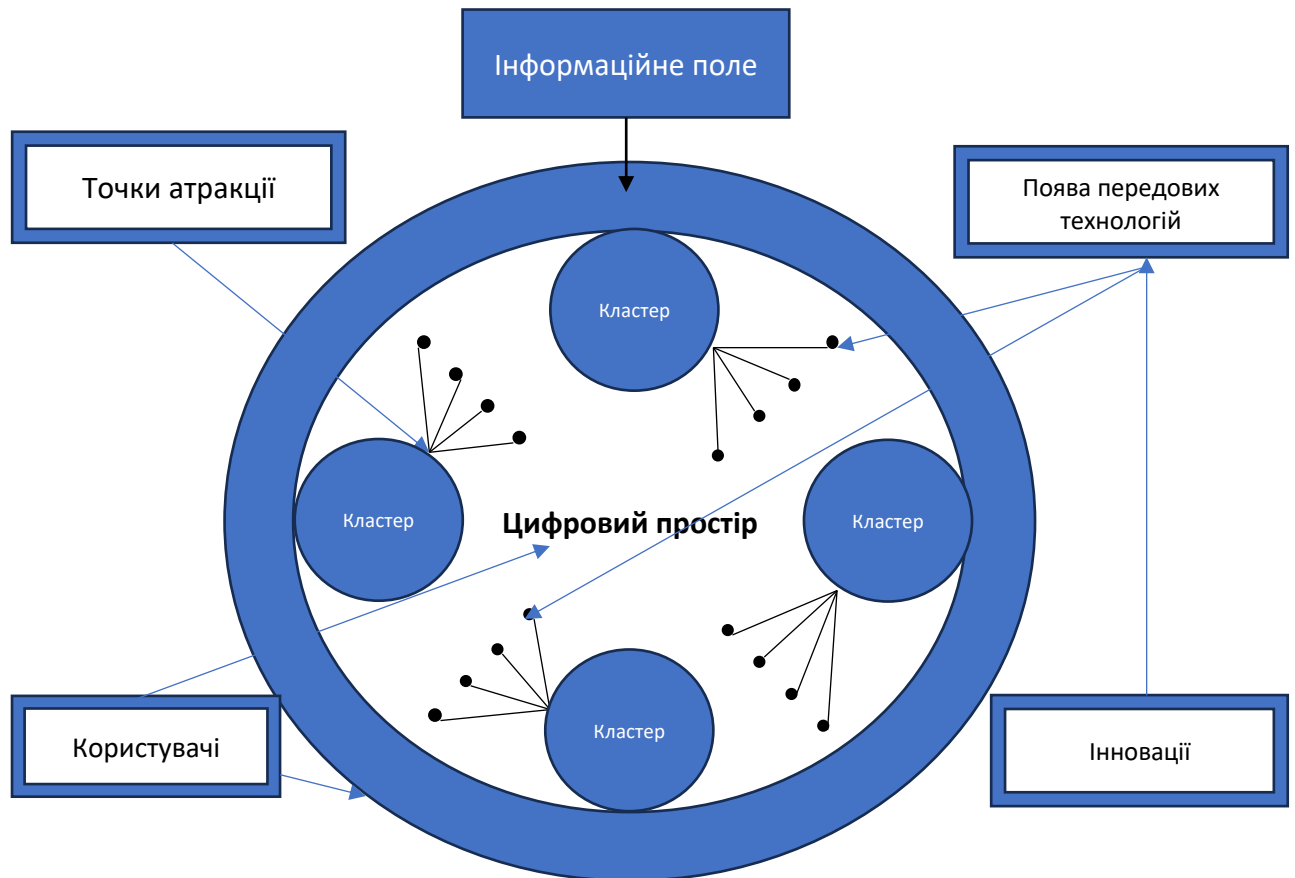 Інформаційне поле
Точки атракції
Поява передових
технологій
Кластер
Кластер
Цифровий простір
Кластер
Кластер
Користувачі
Інновації